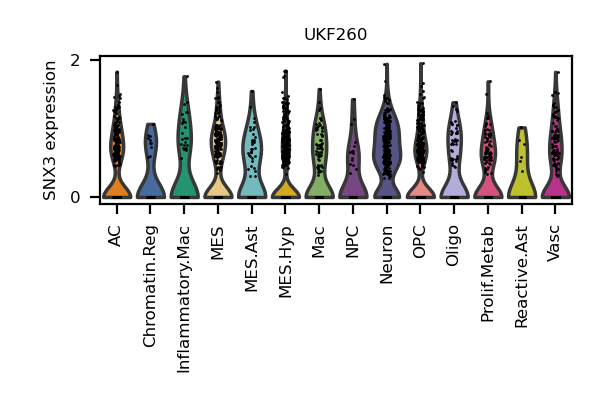 UKF260
SNX3 expression
2
0
AC
Chromatin.Reg
Inflammatory.Mac
MES
MES.Ast
MES.Hyp
Mac
NPC
Neuron
OPC
Oligo
Prolif.Metab
Reactive.Ast
Vasc